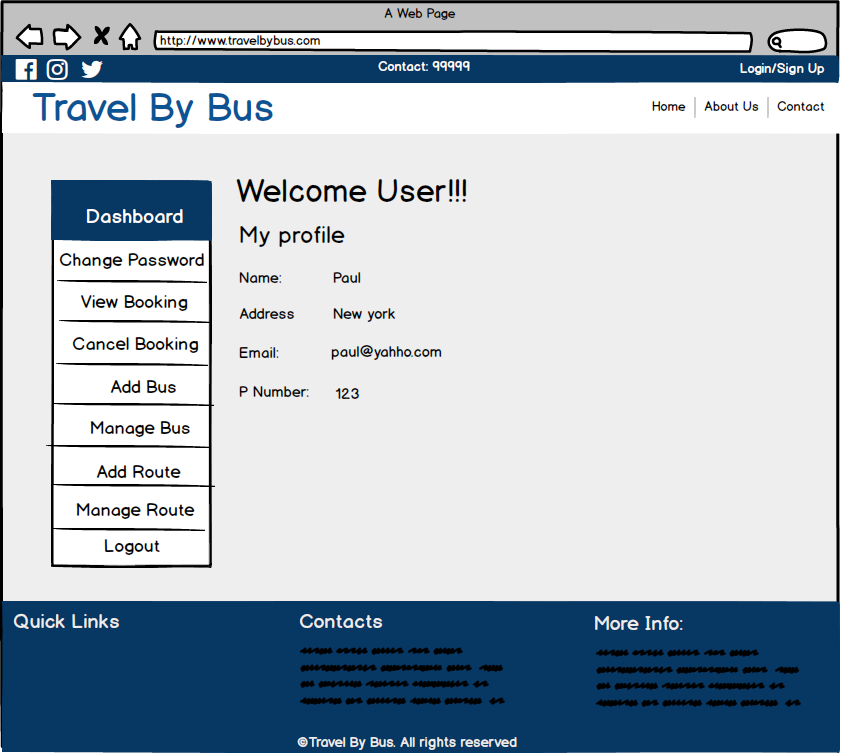 A Web Page
http://www.travelbybus.com
Contact: 99999
Login/Sign Up
Travel By Bus
Home
About Us
Contact
Dashboard
Change Password
View Booking
Cancel Booking
Add Bus
Manage Bus
Add Route
Manage Route
Logout
Welcome User!!!
My profile
Name: Paul
Address New york
Email: paul@yahho.com
P Number: 123
Quick Links
Contacts
More Info:
©Travel By Bus. All rights reserved